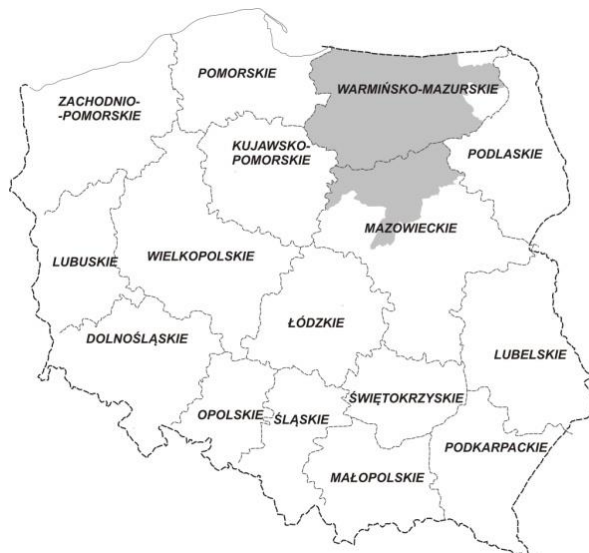 POMORSKIE
WARMIŃSKO-MAZURSKIE
ZACHODNIO-
-POMORSKIE
KUJAWSKO-
POMORSKIE
PODLASKIE
MAZOWIECKIE
LUBUSKIE
WIELKOPOLSKIE
ŁÓDZKIE
DOLNOŚLĄSKIE
LUBELSKIE
ŚWIĘTOKRZYSKIE
OPOLSKIE
ŚLĄSKIE
PODKARPACKIE
MAŁOPOLSKIE